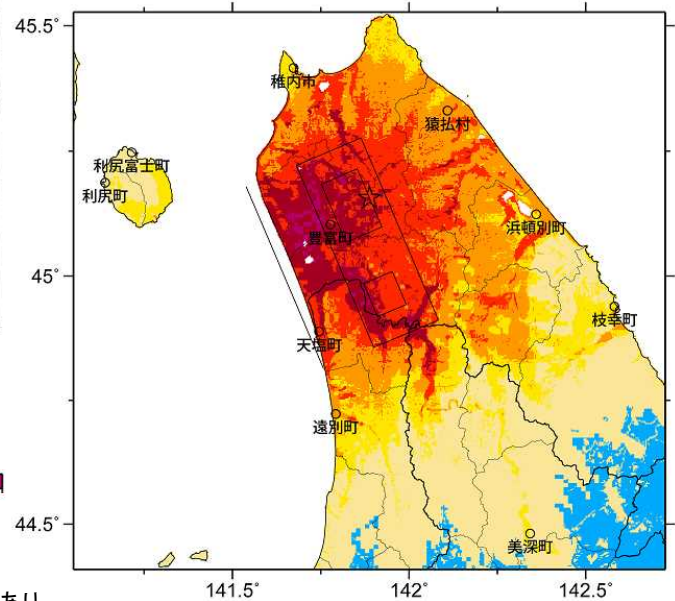 45.5°
稚内市
猿払村
利尻富士町
利尻町
浜頓別町
豊富町
45°
枝幸町
天塩町
遠別町
44.5°
美深町
141.5°
142°
142.5°
あり